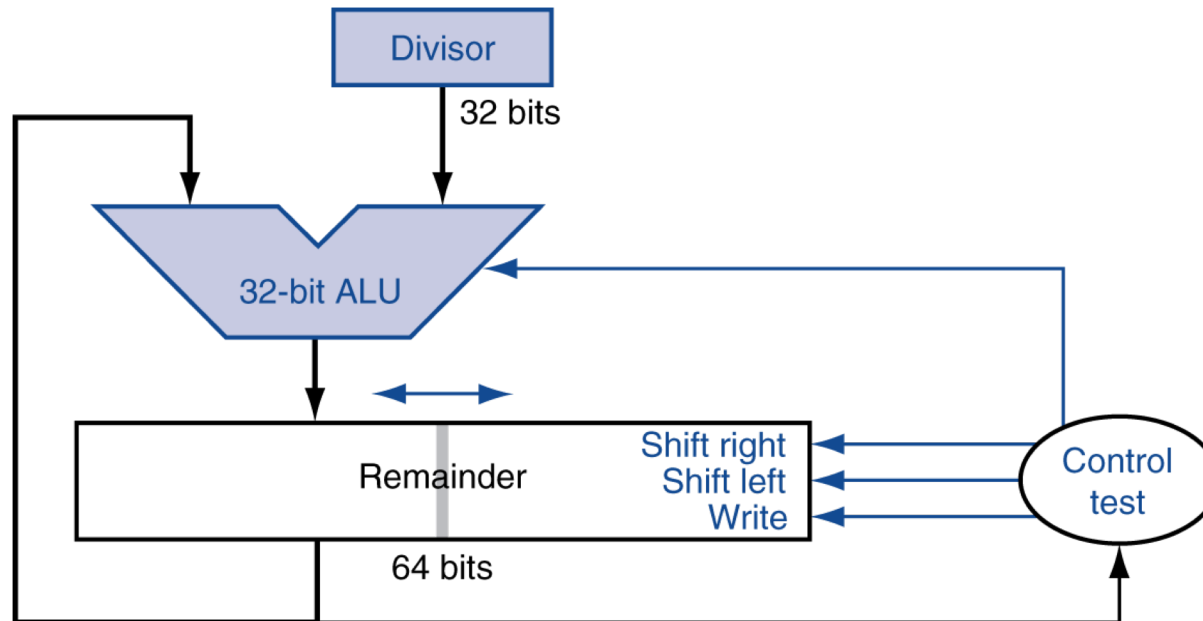 Divisor
32 bits
32-bit ALU
Remainder
Shift right
Shift left
Write
64 bits
Control
test